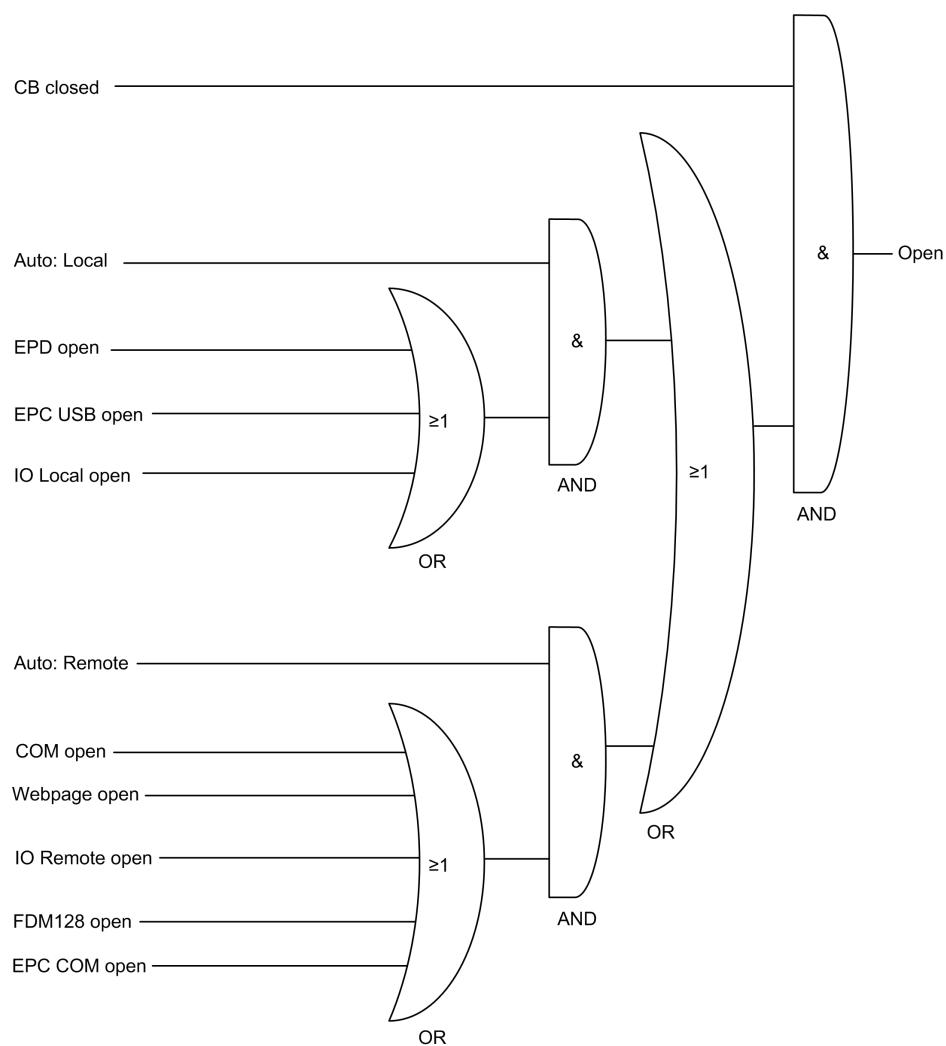 CB closed
Auto: Local
&
Open
EPD open
&
EPC USB open
≥1
IO Local open
≥1
AND
AND
OR
Auto: Remote
COM open
&
Webpage open
OR
IO Remote open
≥1
FDM128 open
AND
EPC COM open
OR